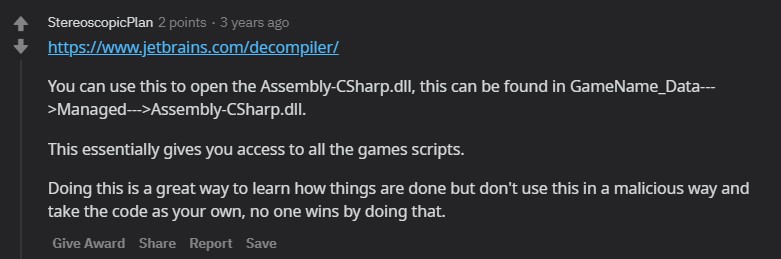 StereoscopicPlan 2 points · 3 years ago
https://www.jetbrains.com/decompiler/
You can use this to open the Assembly-CSharp.dll, this can be found in GameName_Data---
>Managed--->Assembly-CSharp.dll.
This essentially gives you access to all the games scripts.
Doing this is a great way to learn how things are done but don't use this in a malicious way and
take the code as your own, no one wins by doing that.
Give Award Share Report Save